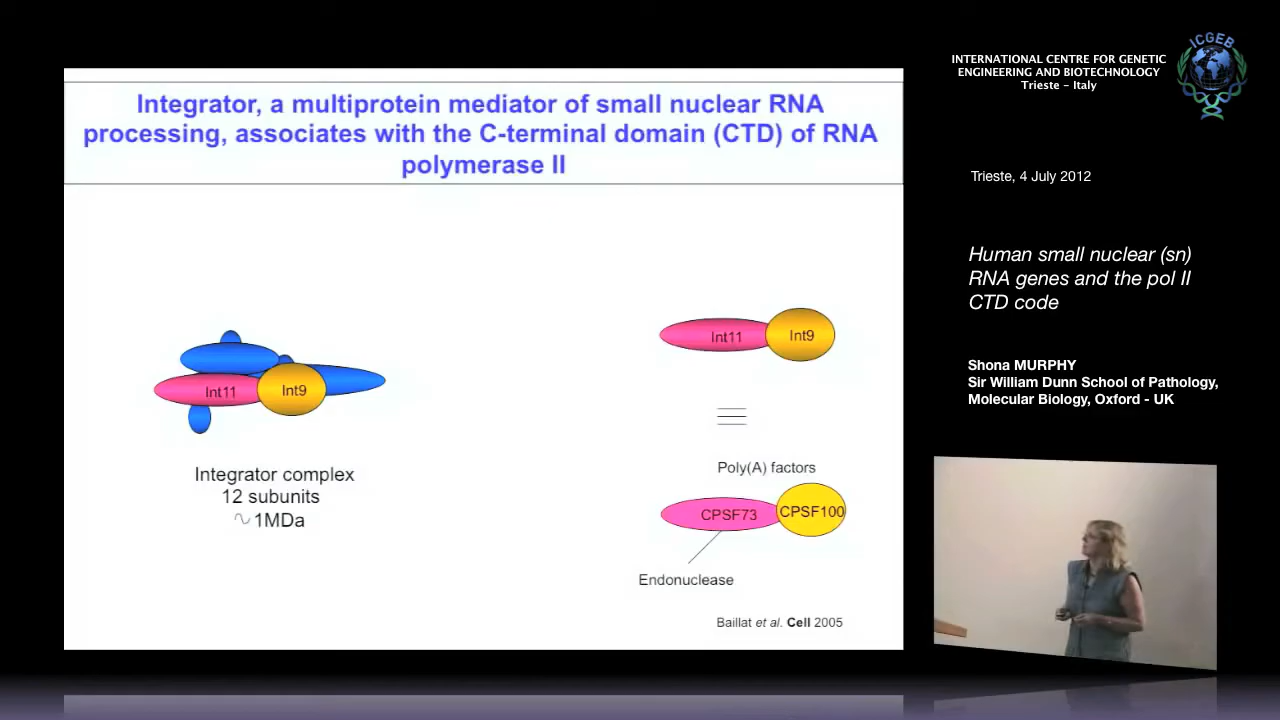 Integrator, a multiprotein mediator of small nuclear RNA
processing, associates with the C-terminal domain (CTD) of RNA
polymerase II
Int11
Int9
Integrator complex
12 subunits
~1MDa
Int11
Int9
Poly(A) factors
CPSF73
CPSF100
Endonuclease
Baillat et al. Cell 2005
INTERNATIONAL CENTRE FOR GENETIC
ENGINEERING AND BIOTECHNOLOGY
Trieste - Italy
ICGEB
Trieste, 4 July 2012
Human small nuclear (sn)
RNA genes and the pol II
CTD code
Shona MURPHY
Sir William Dunn School of Pathology,
Molecular Biology, Oxford - UK